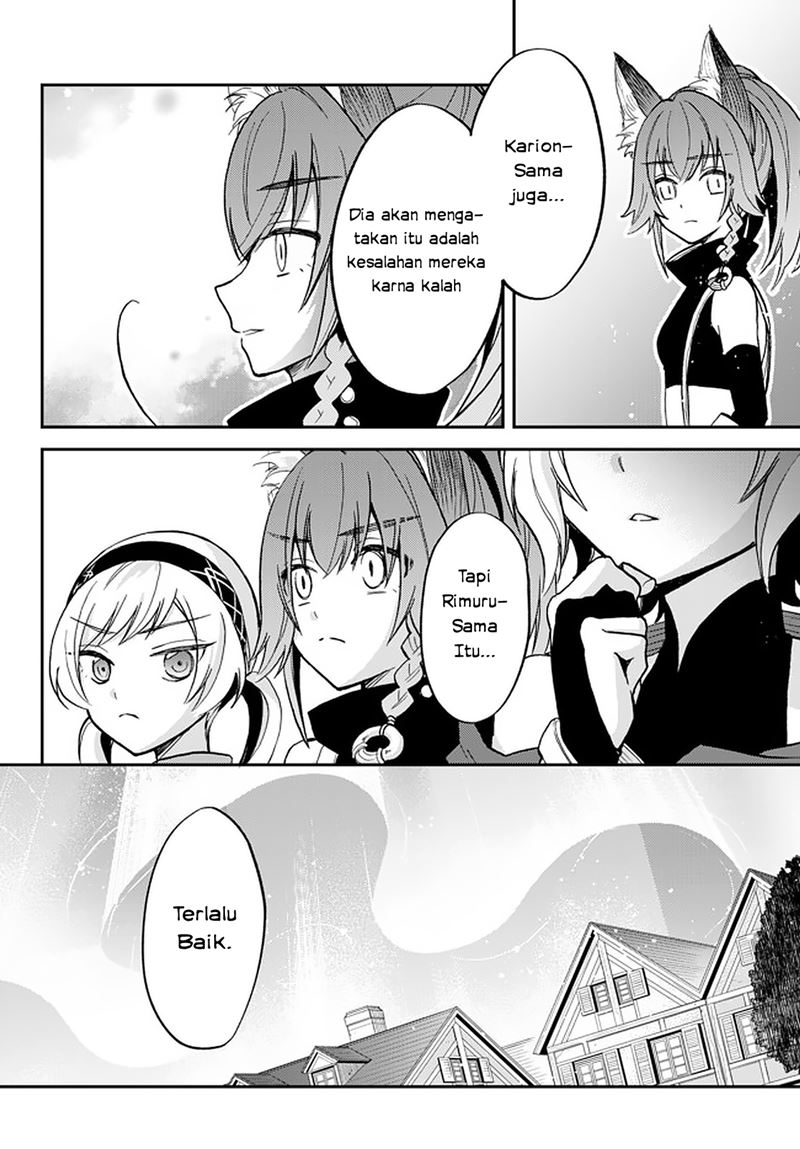 Karion-
Sama
juga...
Dia akan menga-
takan itu adalah
kesalahan mereka
karna kalah
Tapi
Rimuru-
Sama
Itu...
Terlalu
Baik.